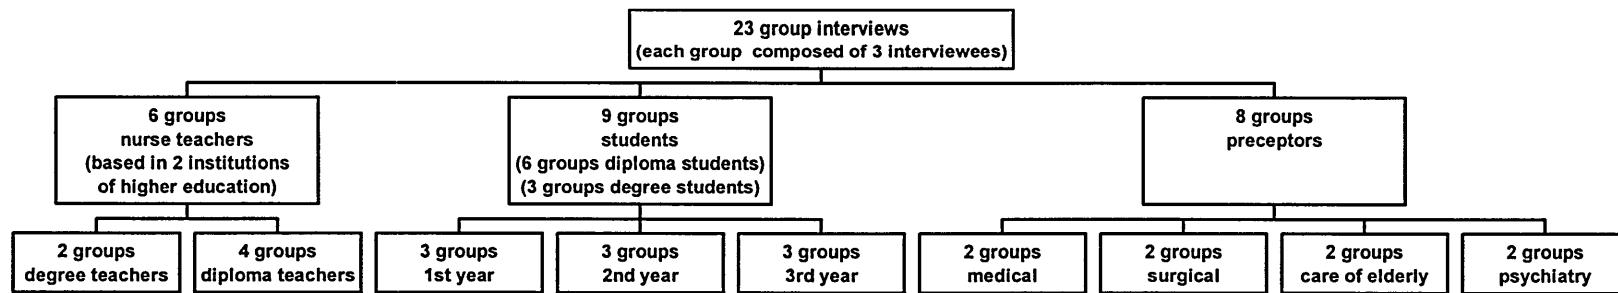 23 group interviews
(each group composed of 3 interviewees)
6 groups
nurse teachers
(based in 2 institutions
of higher education)
9 groups
students
(6 groups diploma students)
(3 groups degree students)
8 groups
preceptors
2 groups
degree teachers
4 groups
diploma teachers
3 groups
1st year
3 groups
2nd year
3 groups
3rd year
2 groups
medical
2 groups
surgical
2 groups
care of elderly
2 groups
psychiatry